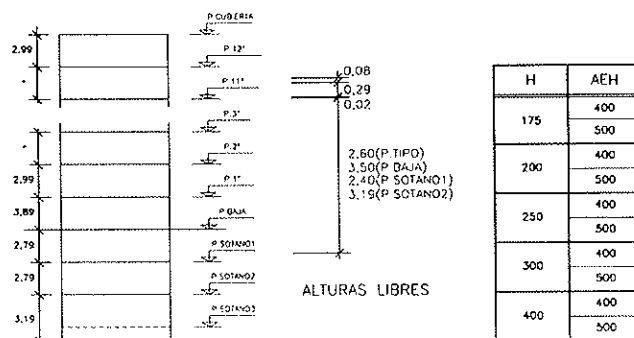 P.CUBIERTA
2.99
P.12ª
P.11ª
P.3ª
P.2ª
2.99
P.1ª
3.89
P.BAJA
2.79
P.SOTANO1
2.79
P.SOTANO2
3.19
P.SOTANO3
0.08
0.29
0.02
2.60(P.TIPO)
3.50(P.BAJA)
2.40(P.SOTANO1)
3.19(P.SOTANO2)
ALTURAS LIBRES
H AEH
175 400
500
200 400
500
250 400
500
300 400
500
400 400
500